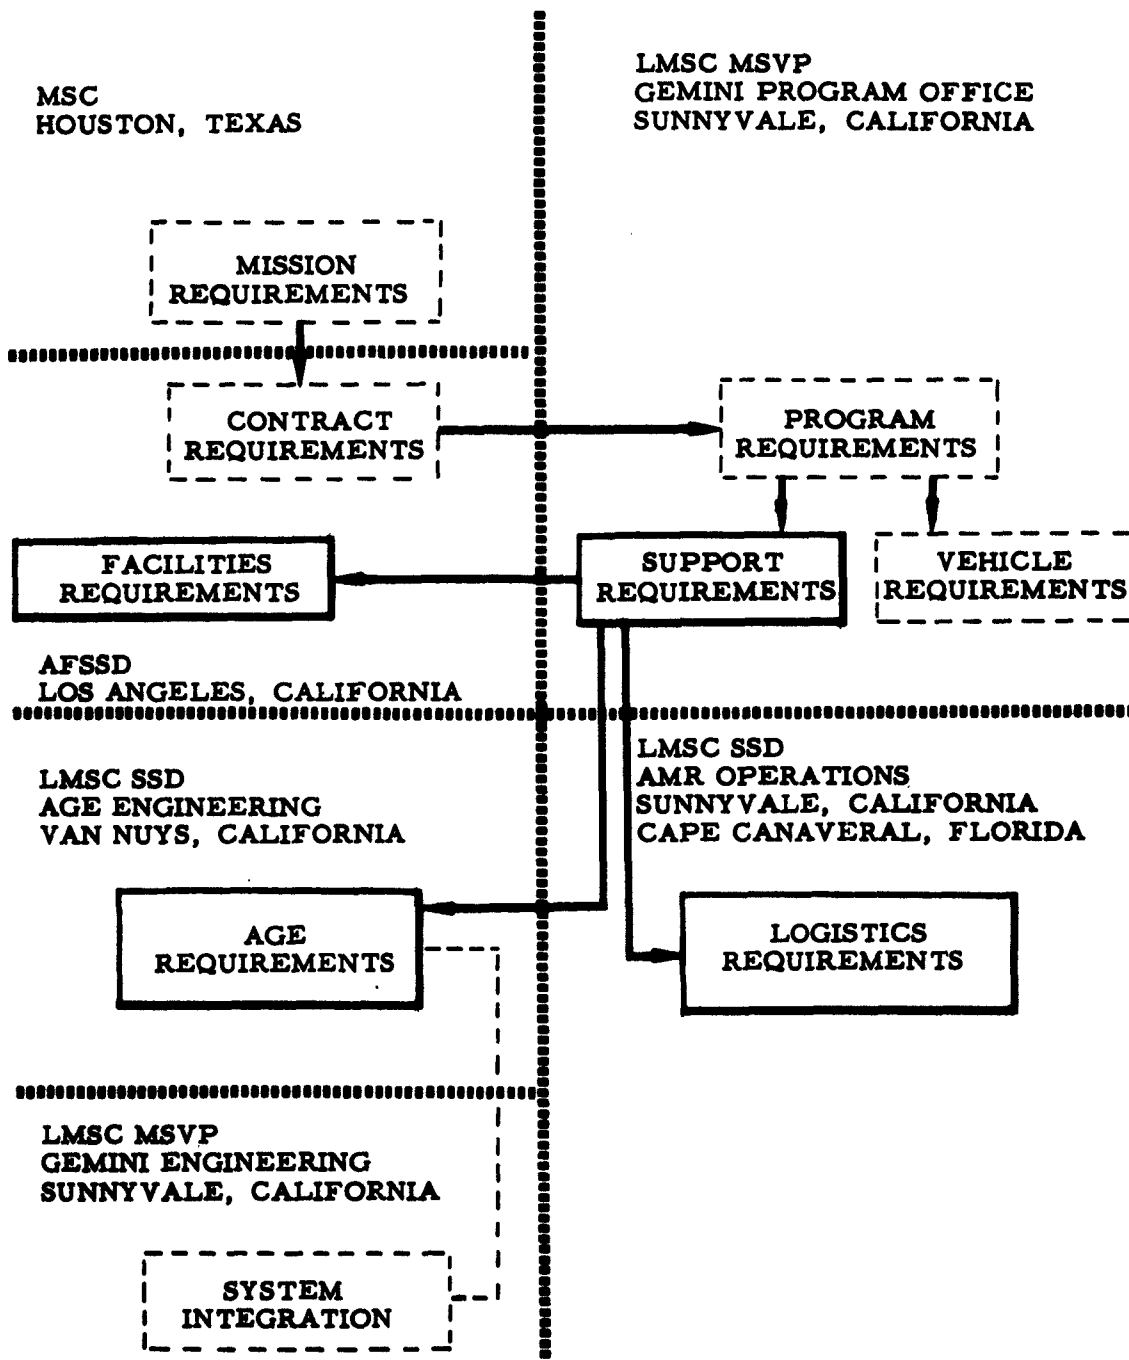 MSC
HOUSTON, TEXAS
LMSC MSVP
GEMINI PROGRAM OFFICE
SUNNYVALE, CALIFORNIA
MISSION
REQUIREMENTS
CONTRACT
REQUIREMENTS
PROGRAM
REQUIREMENTS
FACILITIES
REQUIREMENTS
SUPPORT
REQUIREMENTS
VEHICLE
REQUIREMENTS
AFSSD
LOS ANGELES, CALIFORNIA
LMSC SSD
AGE ENGINEERING
VAN NUYS, CALIFORNIA
LMSC SSD
AMR OPERATIONS
SUNNYVALE, CALIFORNIA
CAPE CANAVERAL, FLORIDA
AGE
REQUIREMENTS
LOGISTICS
REQUIREMENTS
LMSC MSVP
GEMINI ENGINEERING
SUNNYVALE, CALIFORNIA
SYSTEM
INTEGRATION